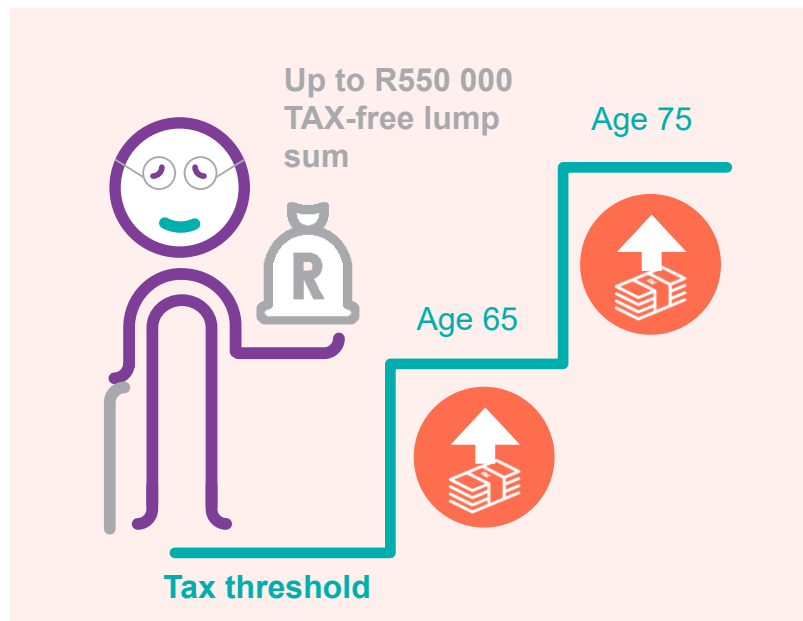 Up to R550 000
TAX-free lump
sum
Age 75
R
Age 65
Tax threshold